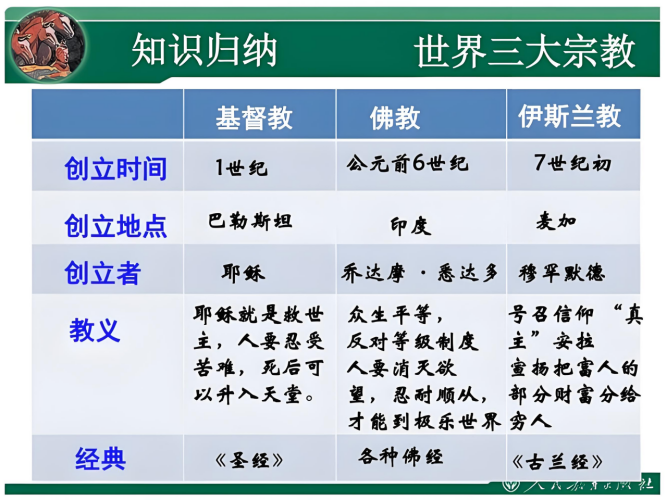 知识归纳 世界三大宗教
基督教 佛教 伊斯兰教
创立时间 1世纪 公元前6世纪 7世纪初
创立地点 巴勒斯坦 印度 麦加
创立者 耶稣 乔达摩·悉达多 穆罕默德
教义
耶稣就是救世
主，人要忍受
苦难，死后可
以升入天堂。
众生平等，
反对等级制度
人要消灭欲
望，忍耐顺从，
才能到极乐世界
号召信仰“真
主”安拉
宣扬把富人的
部分财富分给
穷人
经典 《圣经》 各种佛经 《古兰经》
人民教育出版社